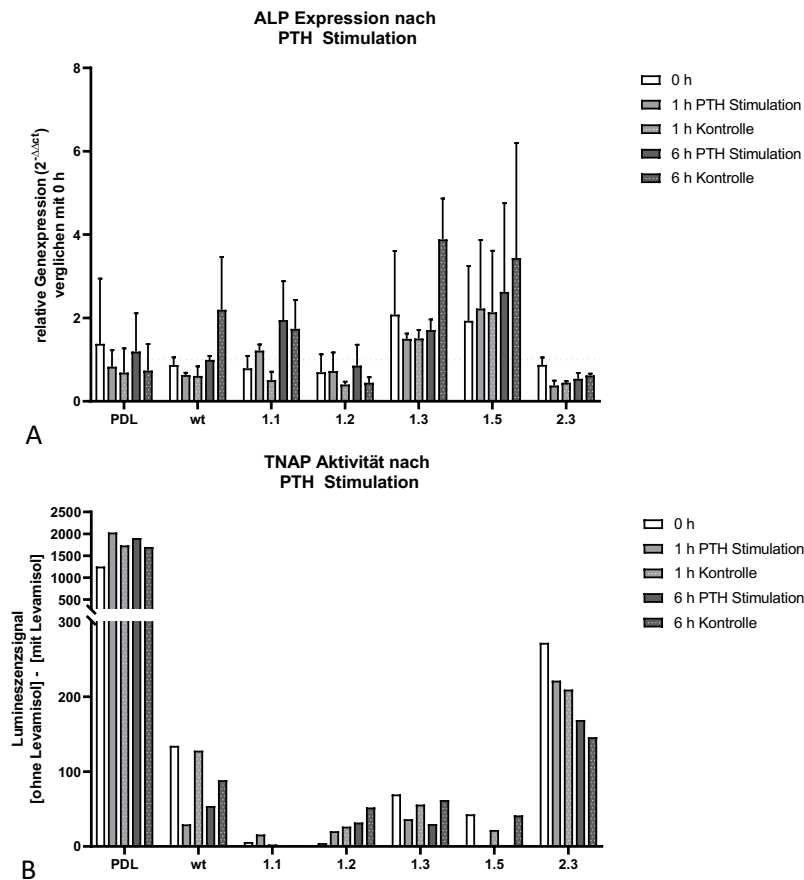 ALP Expression nach
PTH Stimulation
relative Genexpression (2-ΔΔct)
verglichen mit 0 h
8
6
4
2
0
PDL wt 1.1 1.2 1.3 1.5 2.3
0 h
1 h PTH Stimulation
1 h Kontrolle
6 h PTH Stimulation
6 h Kontrolle
A
TNAP Aktivität nach
PTH Stimulation
Lumineszenzsignal
[ohne Levamisol] - [mit Levamisol]
2500
2000
1500
1000
500
300
200
100
0
PDL wt 1.1 1.2 1.3 1.5 2.3
0 h
1 h PTH Stimulation
1 h Kontrolle
6 h PTH Stimulation
6 h Kontrolle
B